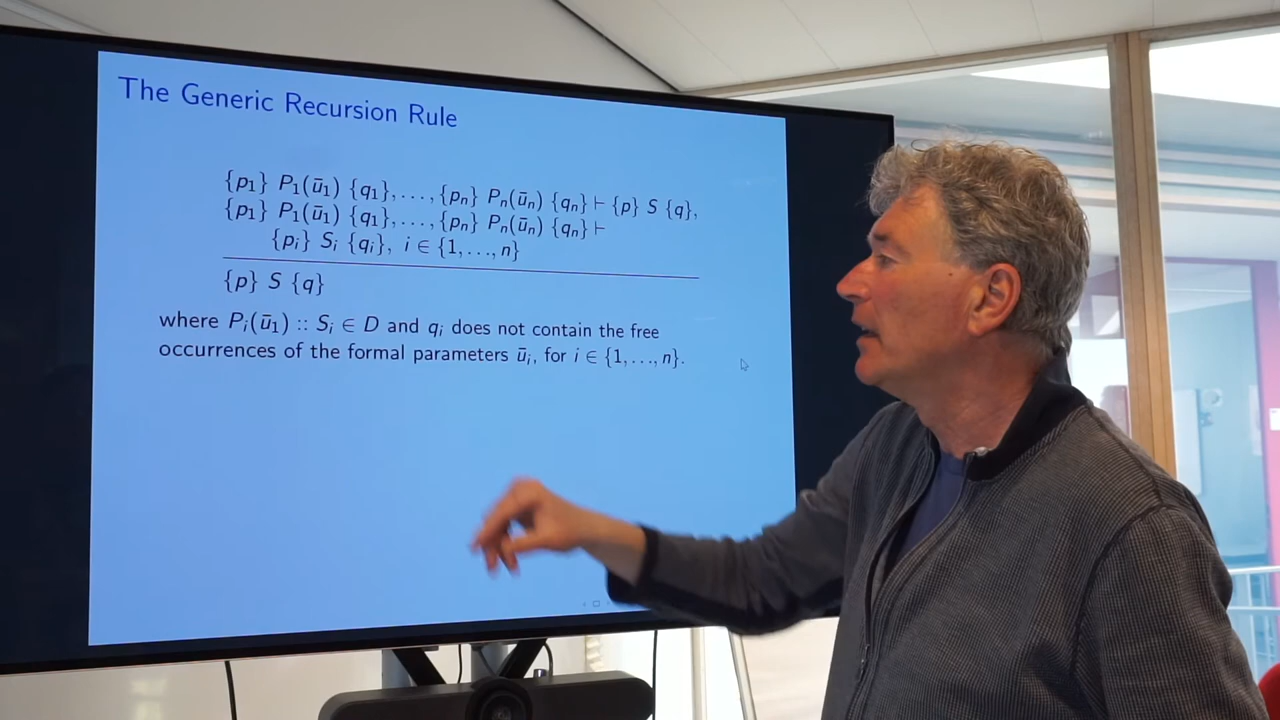 The Generic Recursion Rule
{p₁} P₁(ū₁) {q₁},...,{pₙ} Pₙ(ūₙ) {qₙ} ⊢ {p} S {q},
{p₁} P₁(ū₁) {q₁},...,{pₙ} Pₙ(ūₙ) {qₙ} ⊢
{pᵢ} Sᵢ {qᵢ}, i ∈ {1,...,n}
{p} S {q}
where Pᵢ(ū₁) :: Sᵢ ∈ D and qᵢ does not contain the free
occurrences of the formal parameters ūᵢ, for i ∈ {1,...,n}.